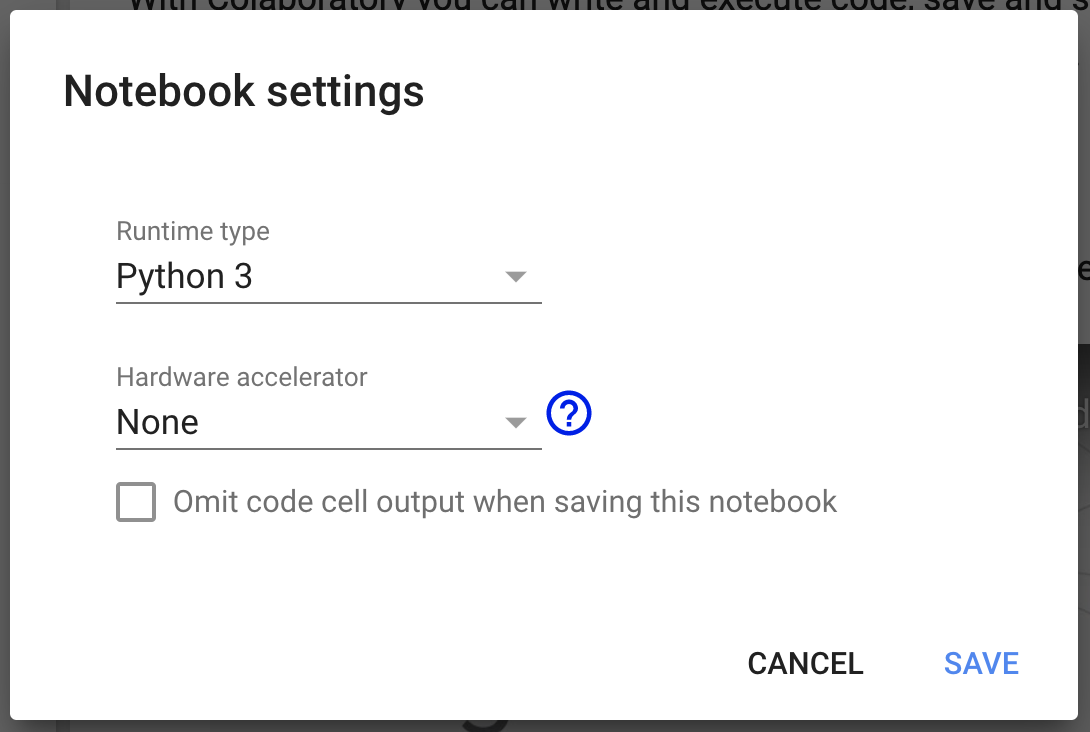 With Colaboratory you can write and execute code, save and s
Notebook settings
Runtime type
Python 3
Hardware accelerator
None
?
Omit code cell output when saving this notebook
CANCEL SAVE